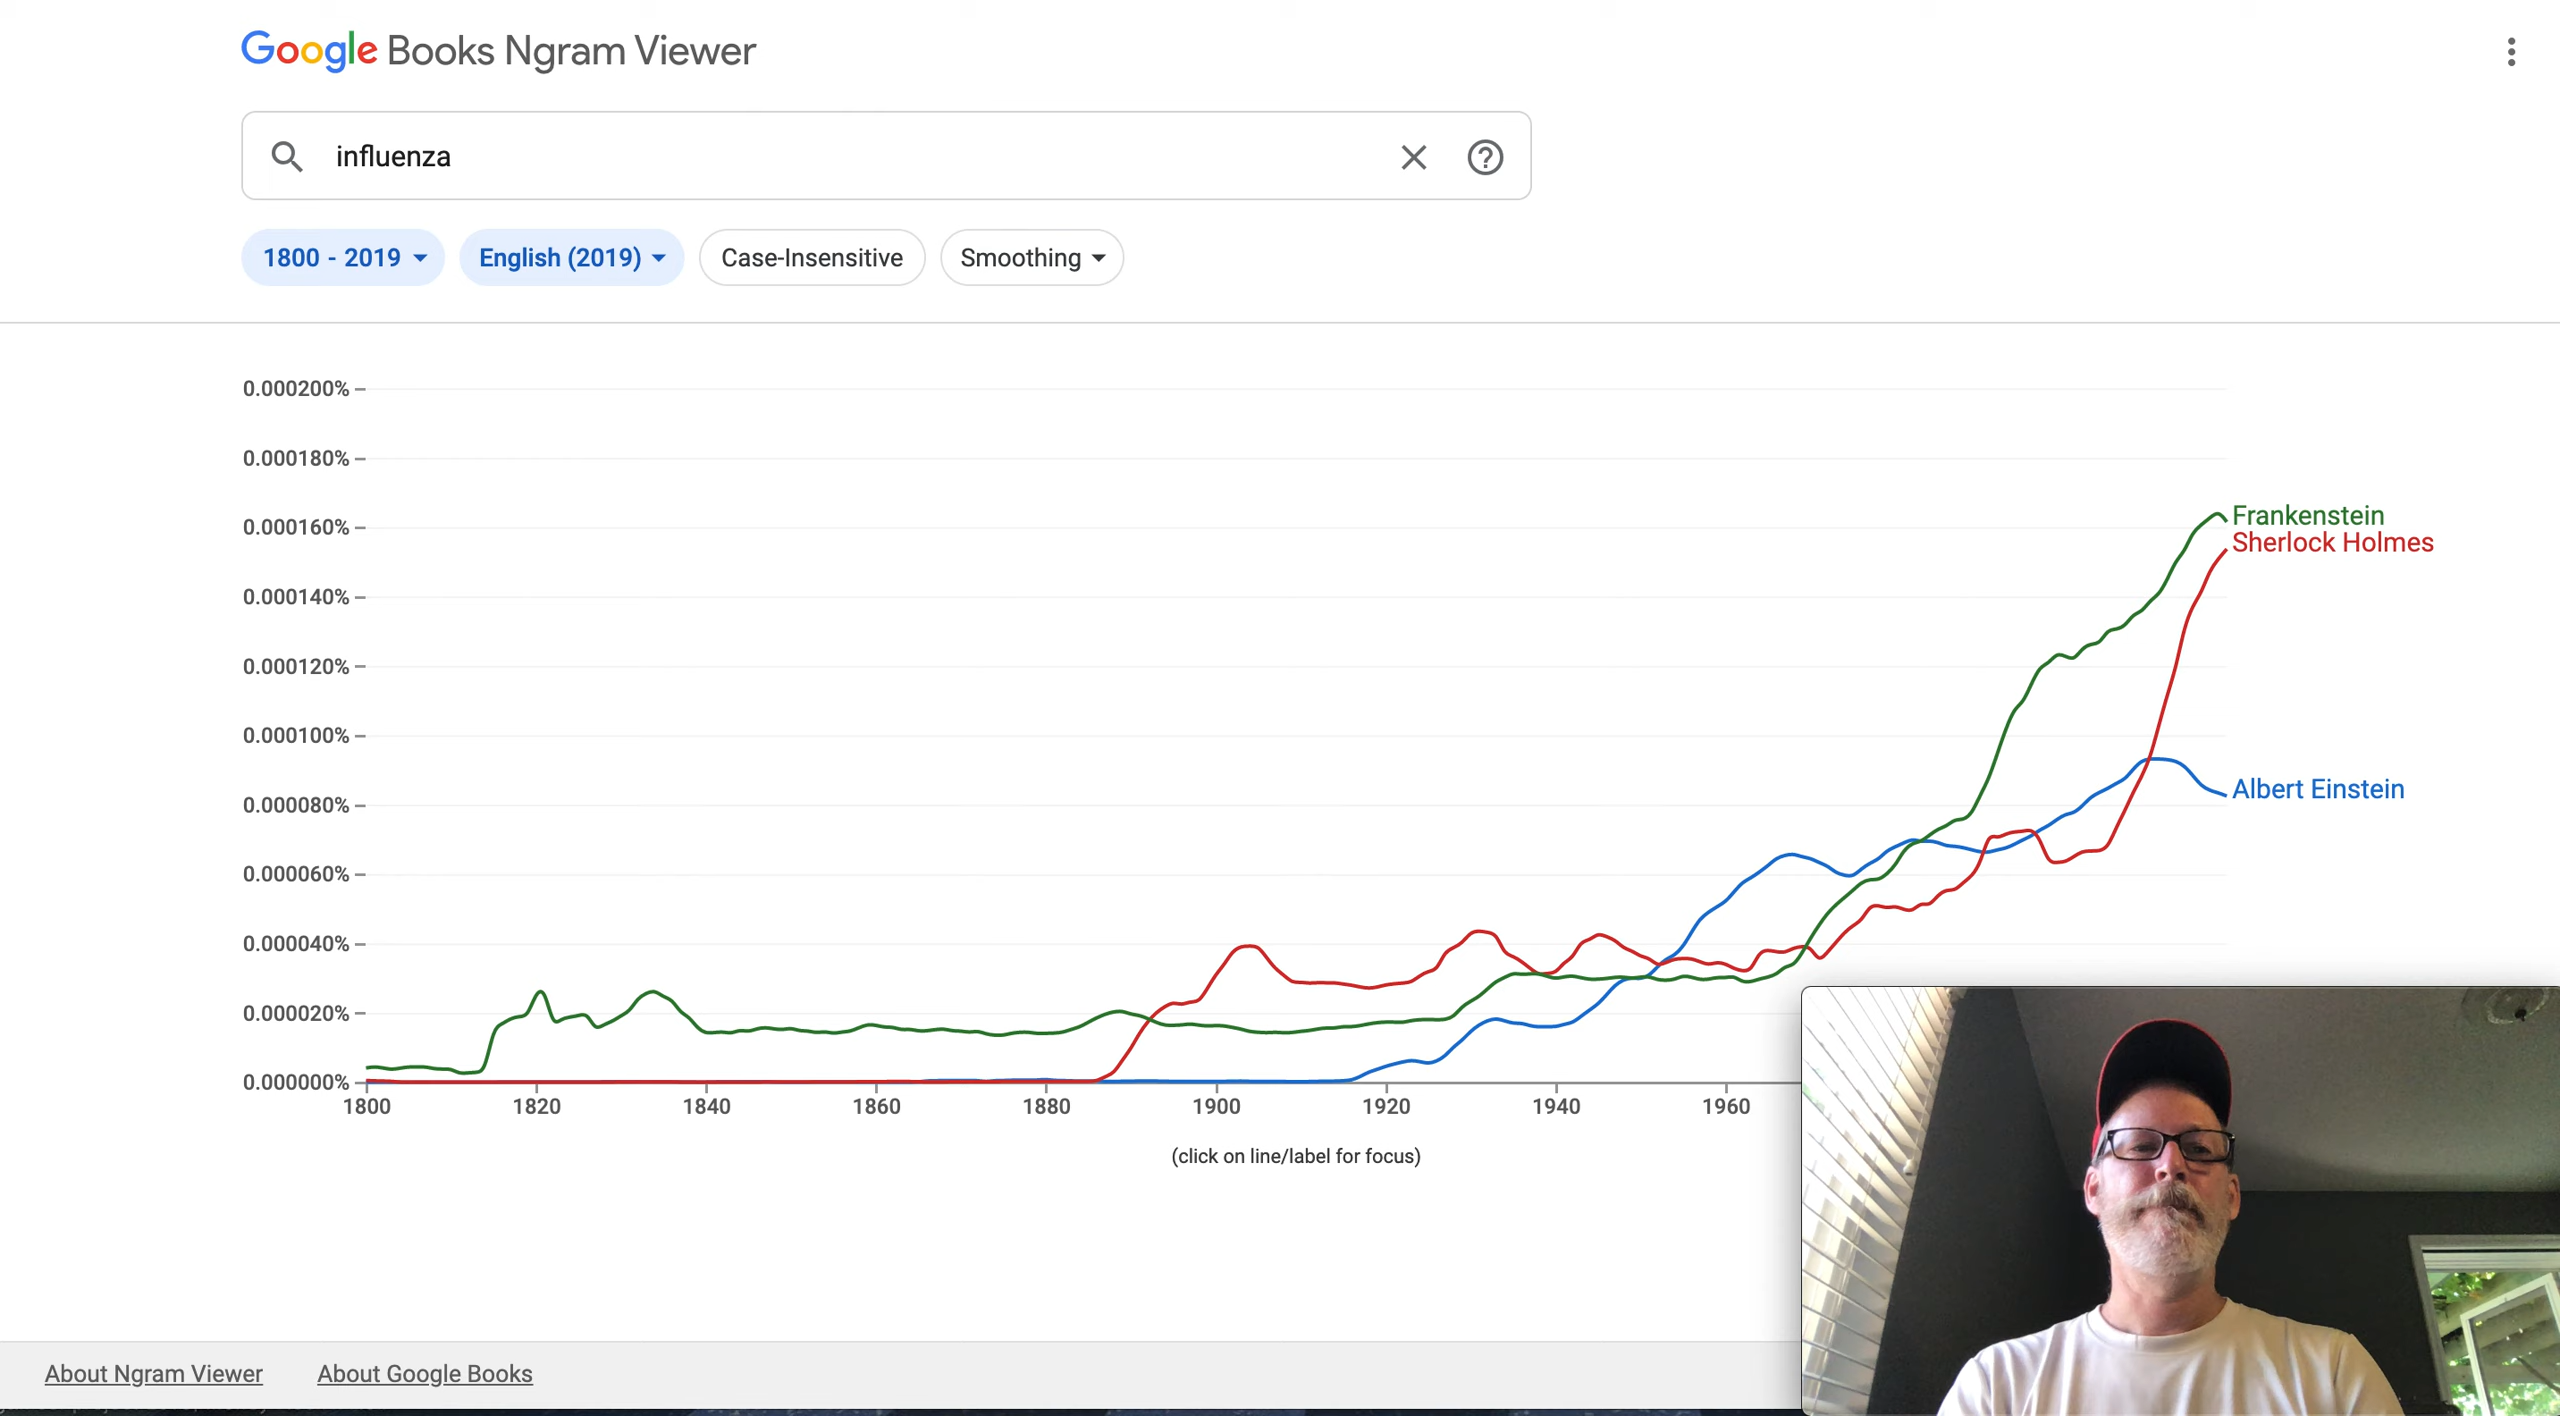 Google Books Ngram Viewer
influenza
1800 - 2019
English (2019)
Case-Insensitive
Smoothing
0.000200%
0.000180%
0.000160%
0.000140%
0.000120%
0.000100%
0.000080%
0.000060%
0.000040%
0.000020%
0.000000%
Frankenstein
Sherlock Holmes
Albert Einstein
1800 1820 1840 1860 1880 1900 1920 1940 1960
(click on line/label for focus)
About Ngram Viewer About Google Books